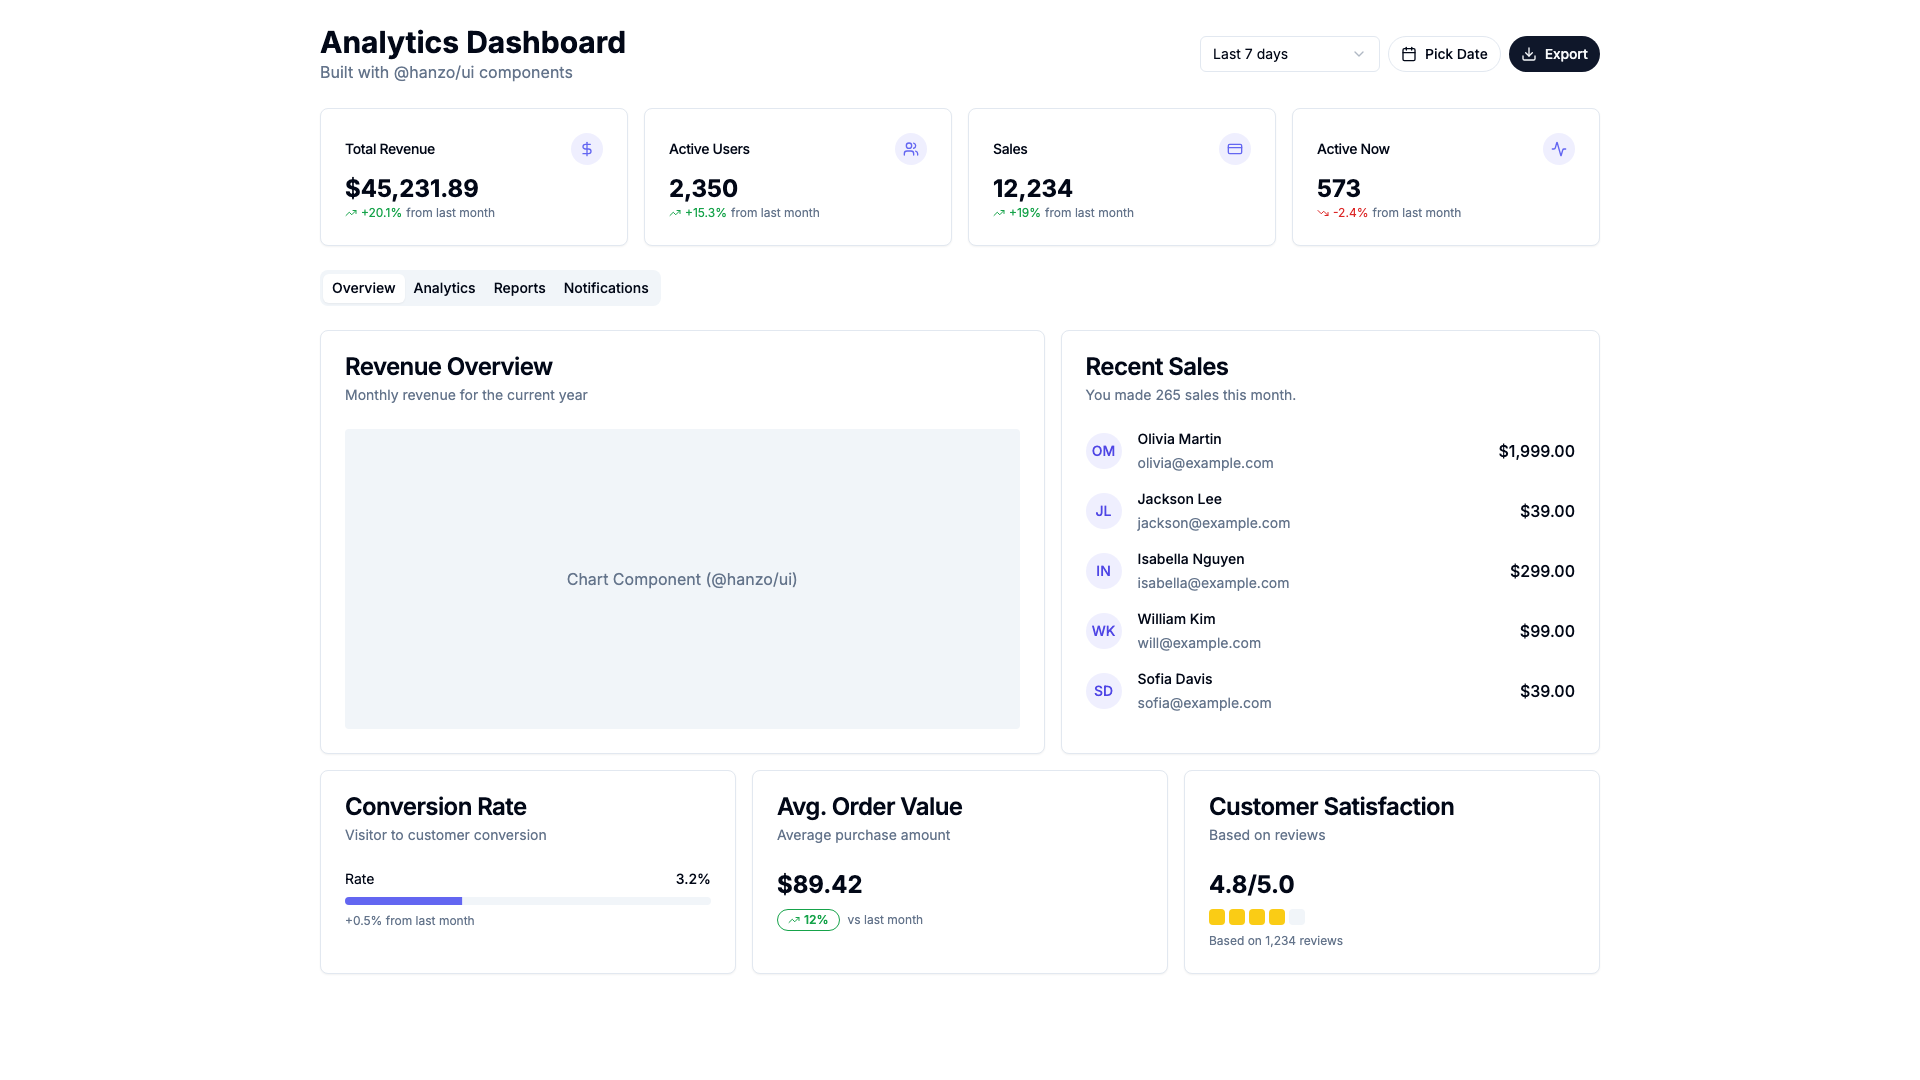 Analytics Dashboard
Built with @hanzo/ui components
Last 7 days
Pick Date
Export
Total Revenue
$45,231.89
+20.1% from last month
Active Users
2,350
+15.3% from last month
Sales
12,234
+19% from last month
Active Now
573
-2.4% from last month
Overview
Analytics
Reports
Notifications
Revenue Overview
Monthly revenue for the current year
Chart Component (@hanzo/ui)
Recent Sales
You made 265 sales this month.
OM
Olivia Martin
olivia@example.com
$1,999.00
JL
Jackson Lee
jackson@example.com
$39.00
IN
Isabella Nguyen
isabella@example.com
$299.00
WK
William Kim
will@example.com
$99.00
SD
Sofia Davis
sofia@example.com
$39.00
Conversion Rate
Visitor to customer conversion
Rate
3.2%
+0.5% from last month
Avg. Order Value
Average purchase amount
$89.42
12%
vs last month
Customer Satisfaction
Based on reviews
4.8/5.0
Based on 1,234 reviews